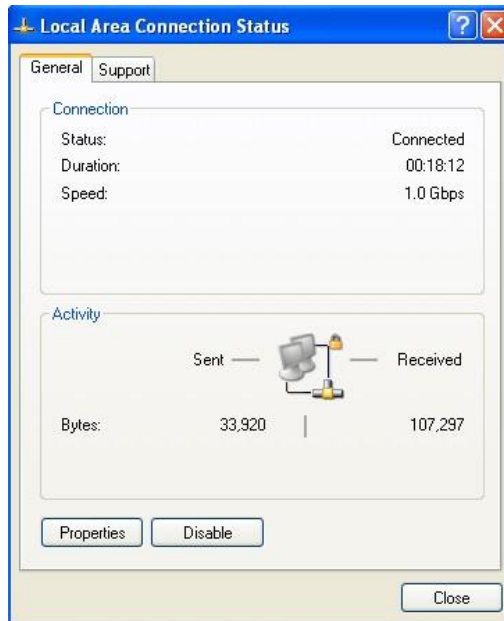 Local Area Connection Status
General Support
Connection
Status: Connected
Duration: 00:18:12
Speed: 1.0 Gbps
Activity
Sent Received
Bytes: 33,920 107,297
Properties Disable
Close